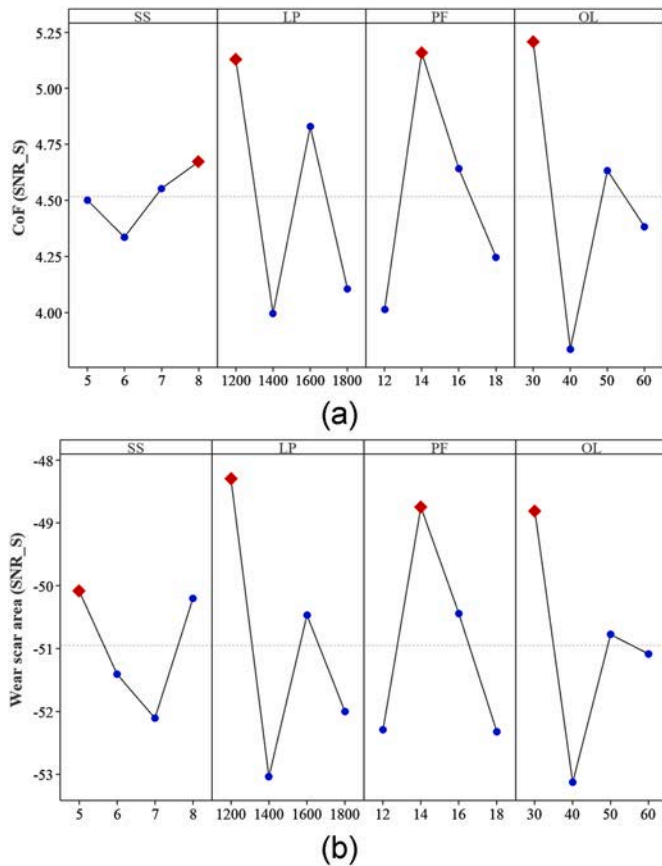 SS LP PF OL
5.25
5.00
4.75
4.50
4.25
4.00
CoF (SNR_S)
5 6 7 8 1200 1400 1600 1800 12 14 16 18 30 40 50 60
(a)
SS LP PF OL
-48
-49
-50
-51
-52
-53
Wear scar area (SNR_S)
5 6 7 8 1200 1400 1600 1800 12 14 16 18 30 40 50 60
(b)